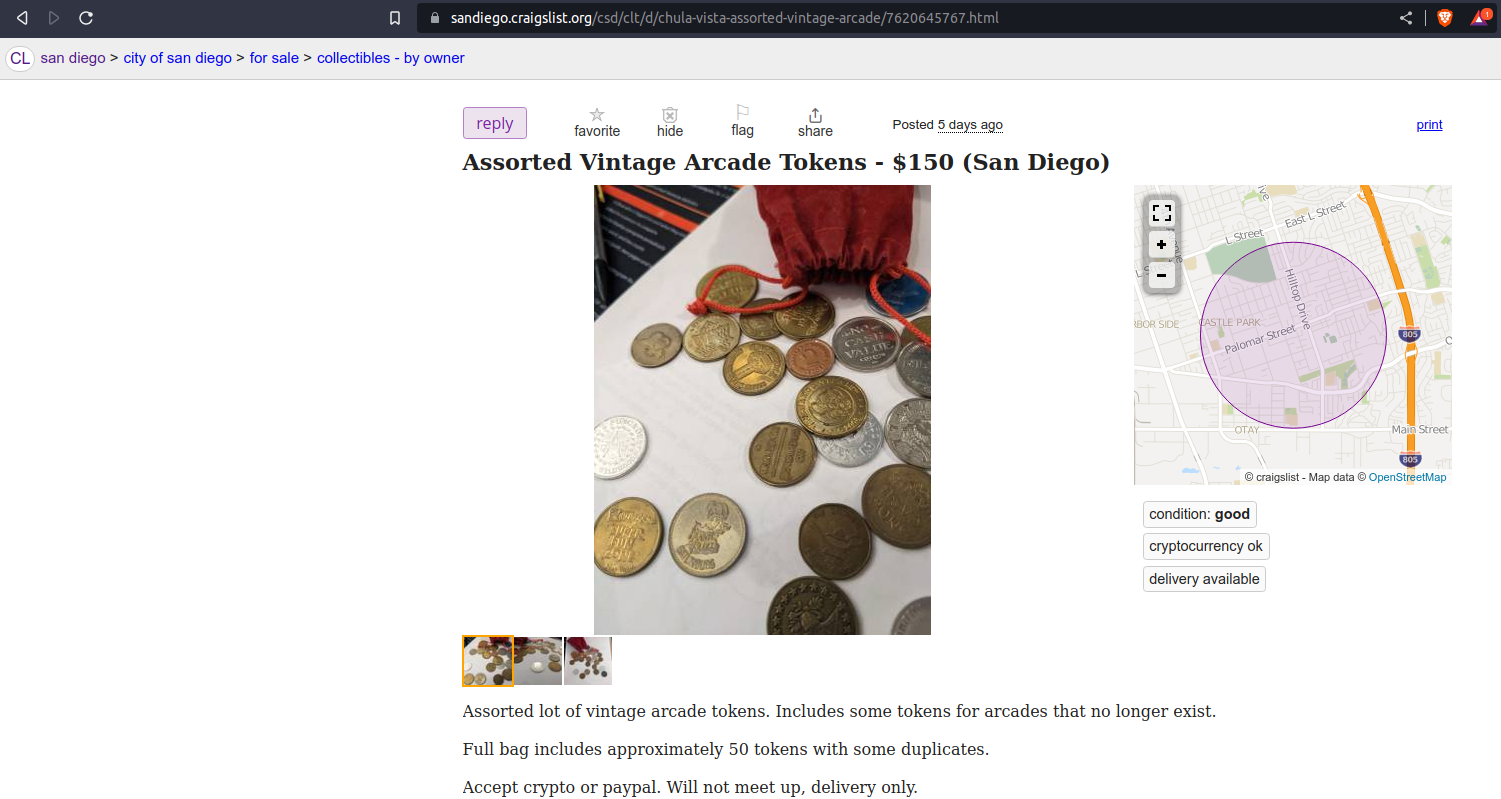 sandiego.craigslist.org/csd/clt/d/chula-vista-assorted-vintage-arcade/7620645767.html
1
CL san diego > city of san diego > for sale > collectibles - by owner
reply
favorite
hide
flag
share
Posted 5 days ago
print
Assorted Vintage Arcade Tokens - $150 (San Diego)
NO
CASH
VALUE
East L Street
L Street
Hilltop Drive
CASTLE PARK
Palomar Street
805
OTAY
Main Street
805
+
−
© craigslist - Map data © OpenStreetMap
condition: good
cryptocurrency ok
delivery available
Assorted lot of vintage arcade tokens. Includes some tokens for arcades that no longer exist.
Full bag includes approximately 50 tokens with some duplicates.
Accept crypto or paypal. Will not meet up, delivery only.